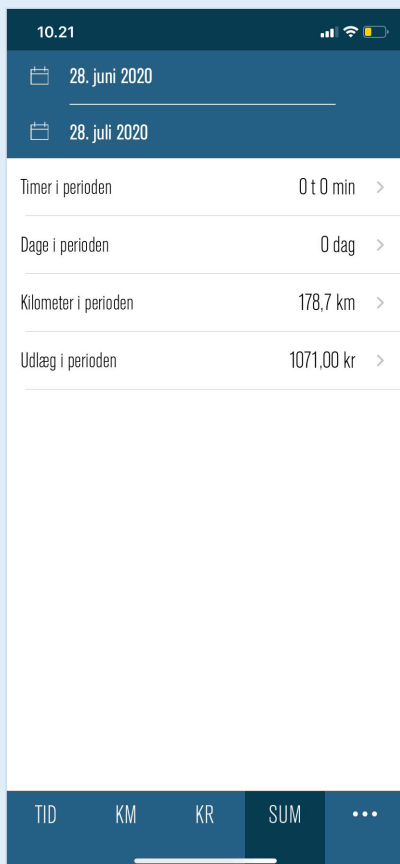 10.21
28. juni 2020
28. juli 2020
Timer i perioden 0 t 0 min
Dage i perioden 0 dag
Kilometer i perioden 178,7 km
Udlæg i perioden 1071,00 kr
TID KM KR SUM •••